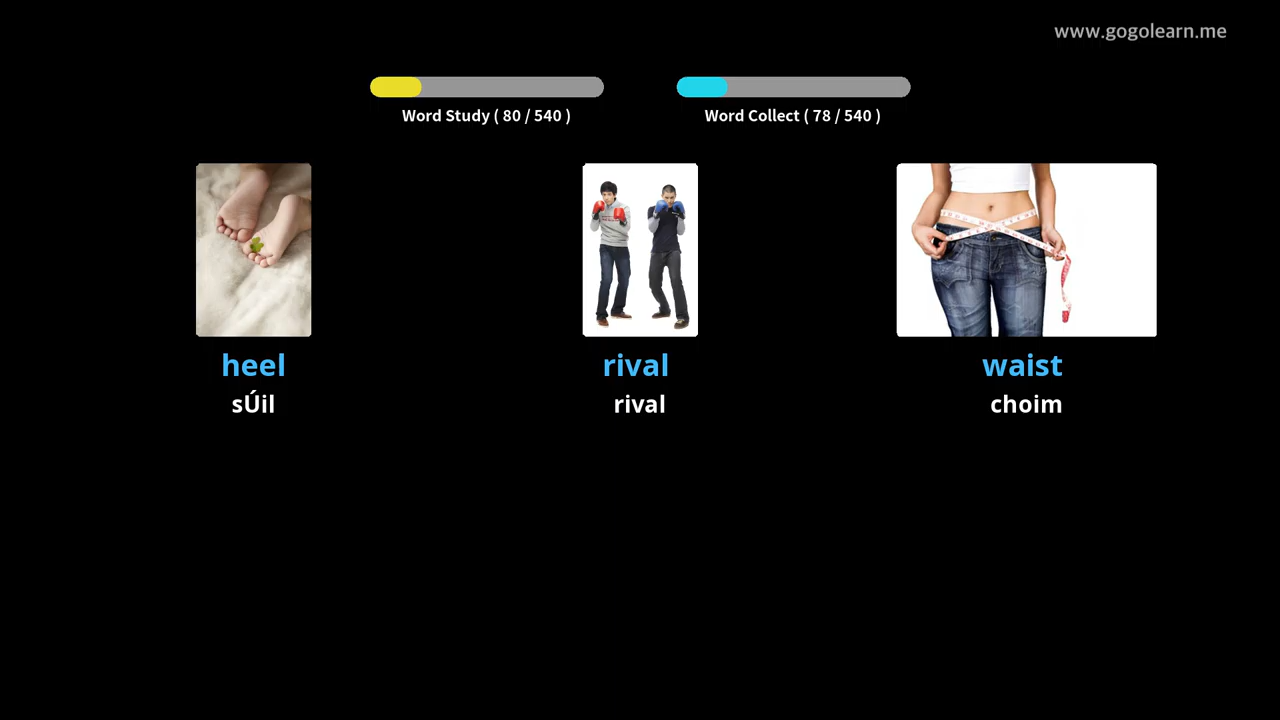 www.gogolearn.me
Word Study ( 80 / 540 )
Word Collect ( 78 / 540 )
heel
rival
waist
sÚil
rival
choim